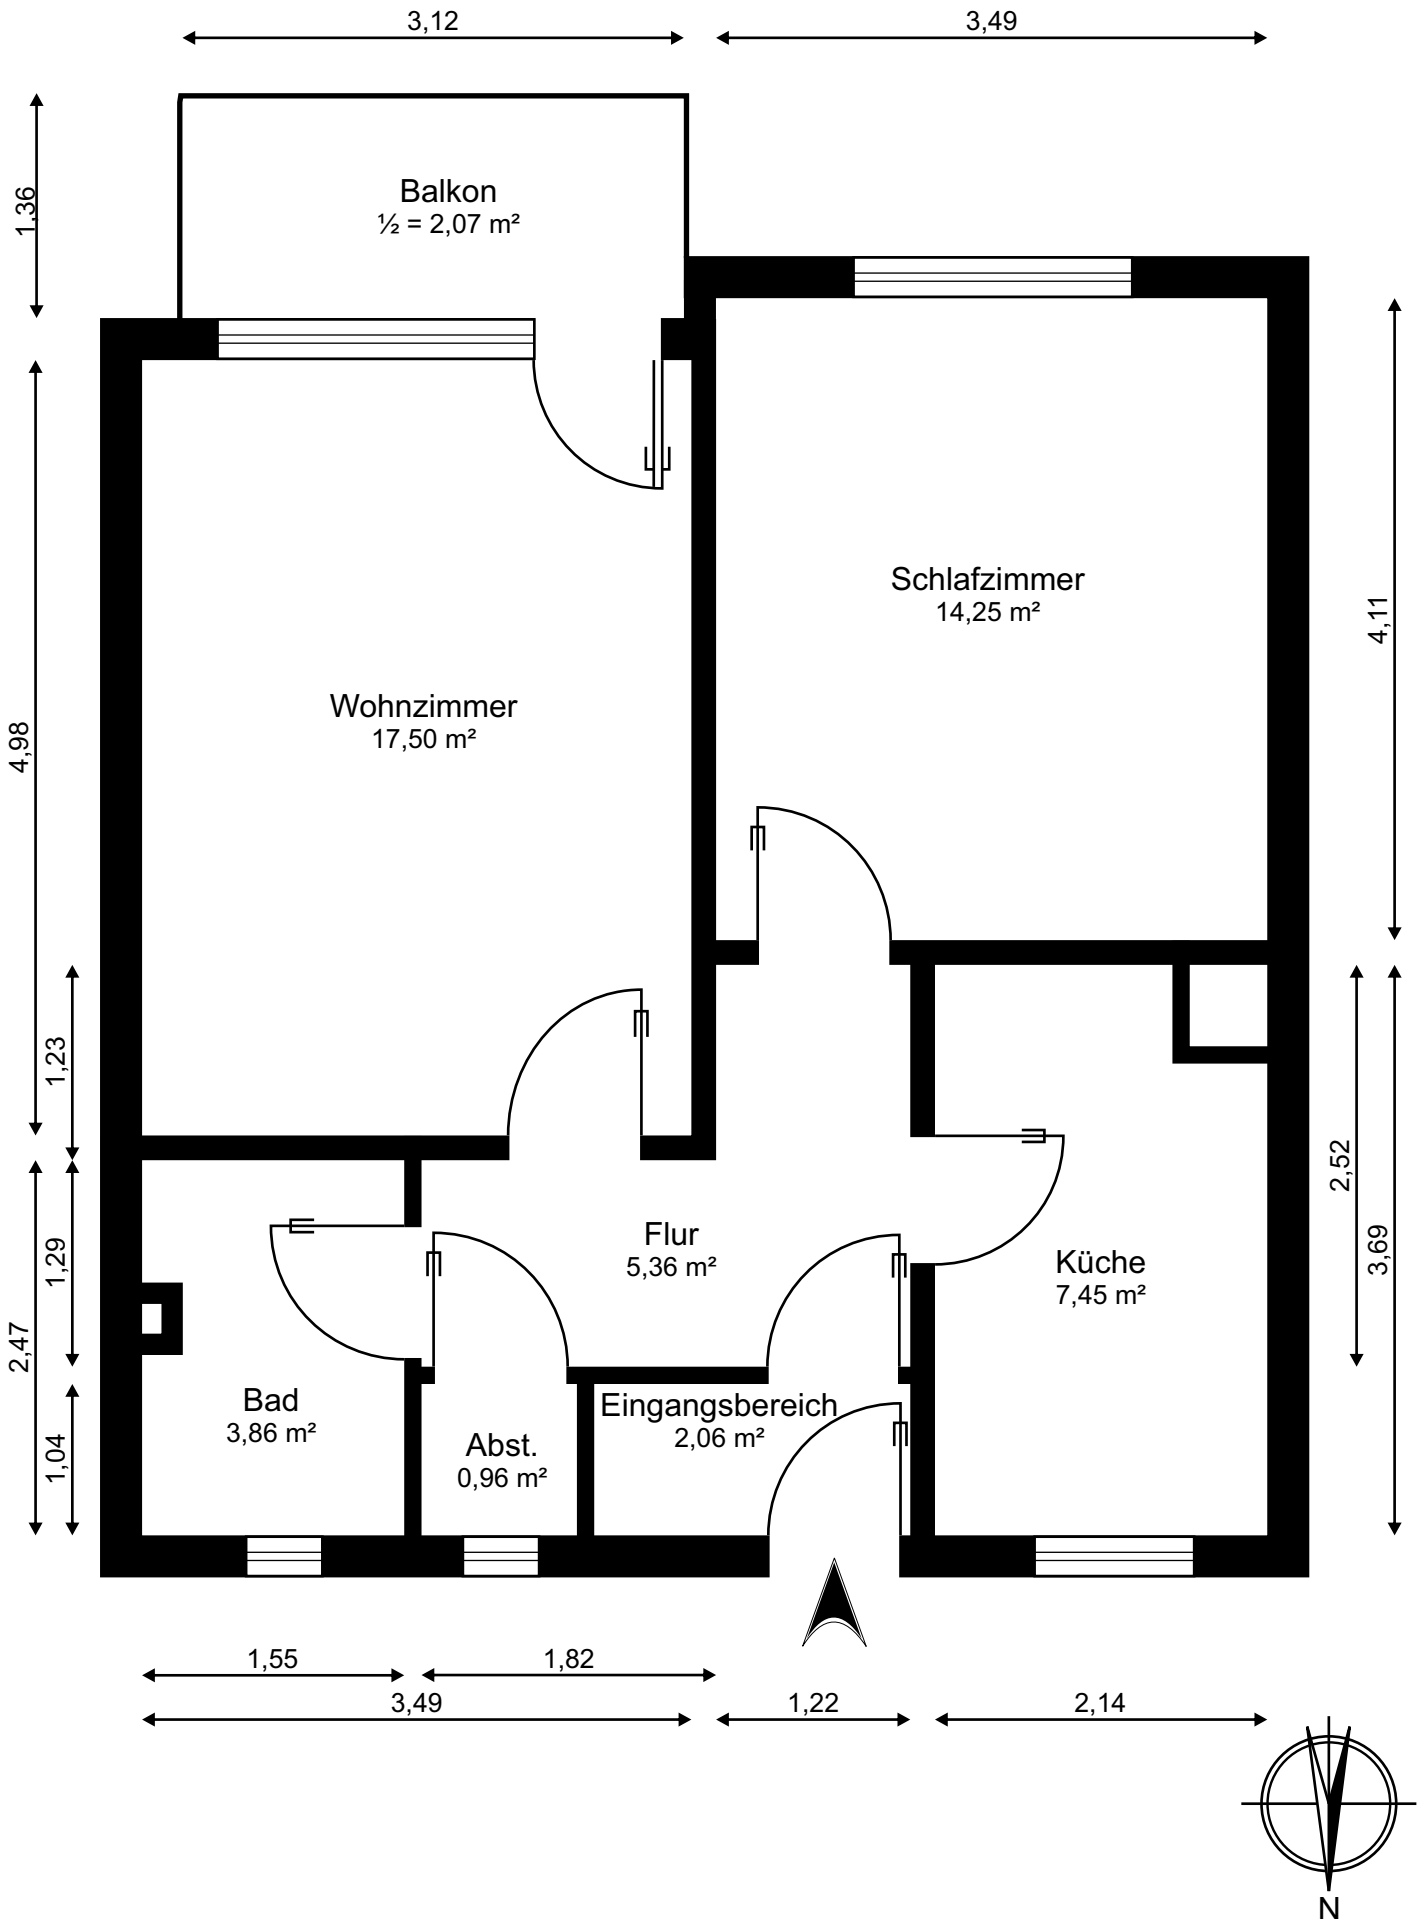 3,12
3,49
1,36
Balkon
½ = 2,07 m²
Schlafzimmer
14,25 m²
4,11
Wohnzimmer
17,50 m²
4,98
1,23
2,52
3,69
Flur
5,36 m²
Küche
7,45 m²
1,29
2,47
Bad
3,86 m²
Abst.
0,96 m²
Eingangsbereich
2,06 m²
1,04
1,55
1,82
3,49
1,22
2,14
N